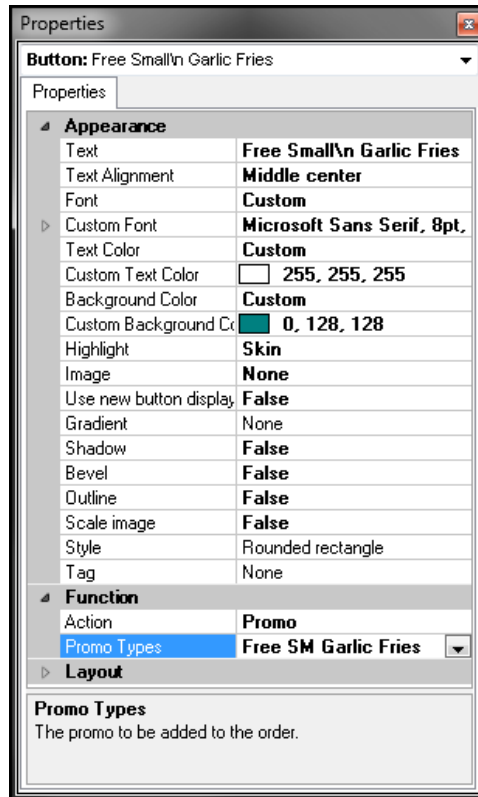 Properties
Button: Free Small\n Garlic Fries
Properties
Appearance
Text Free Small\n Garlic Fries
Text Alignment Middle center
Font Custom
Custom Font Microsoft Sans Serif, 8pt,
Text Color Custom
Custom Text Color 255, 255, 255
Background Color Custom
Custom Background Co 0, 128, 128
Highlight Skin
Image None
Use new button display False
Gradient None
Shadow False
Bevel False
Outline False
Scale image False
Style Rounded rectangle
Tag None
Function
Action Promo
Promo Types Free SM Garlic Fries
Layout
Promo Types
The promo to be added to the order.